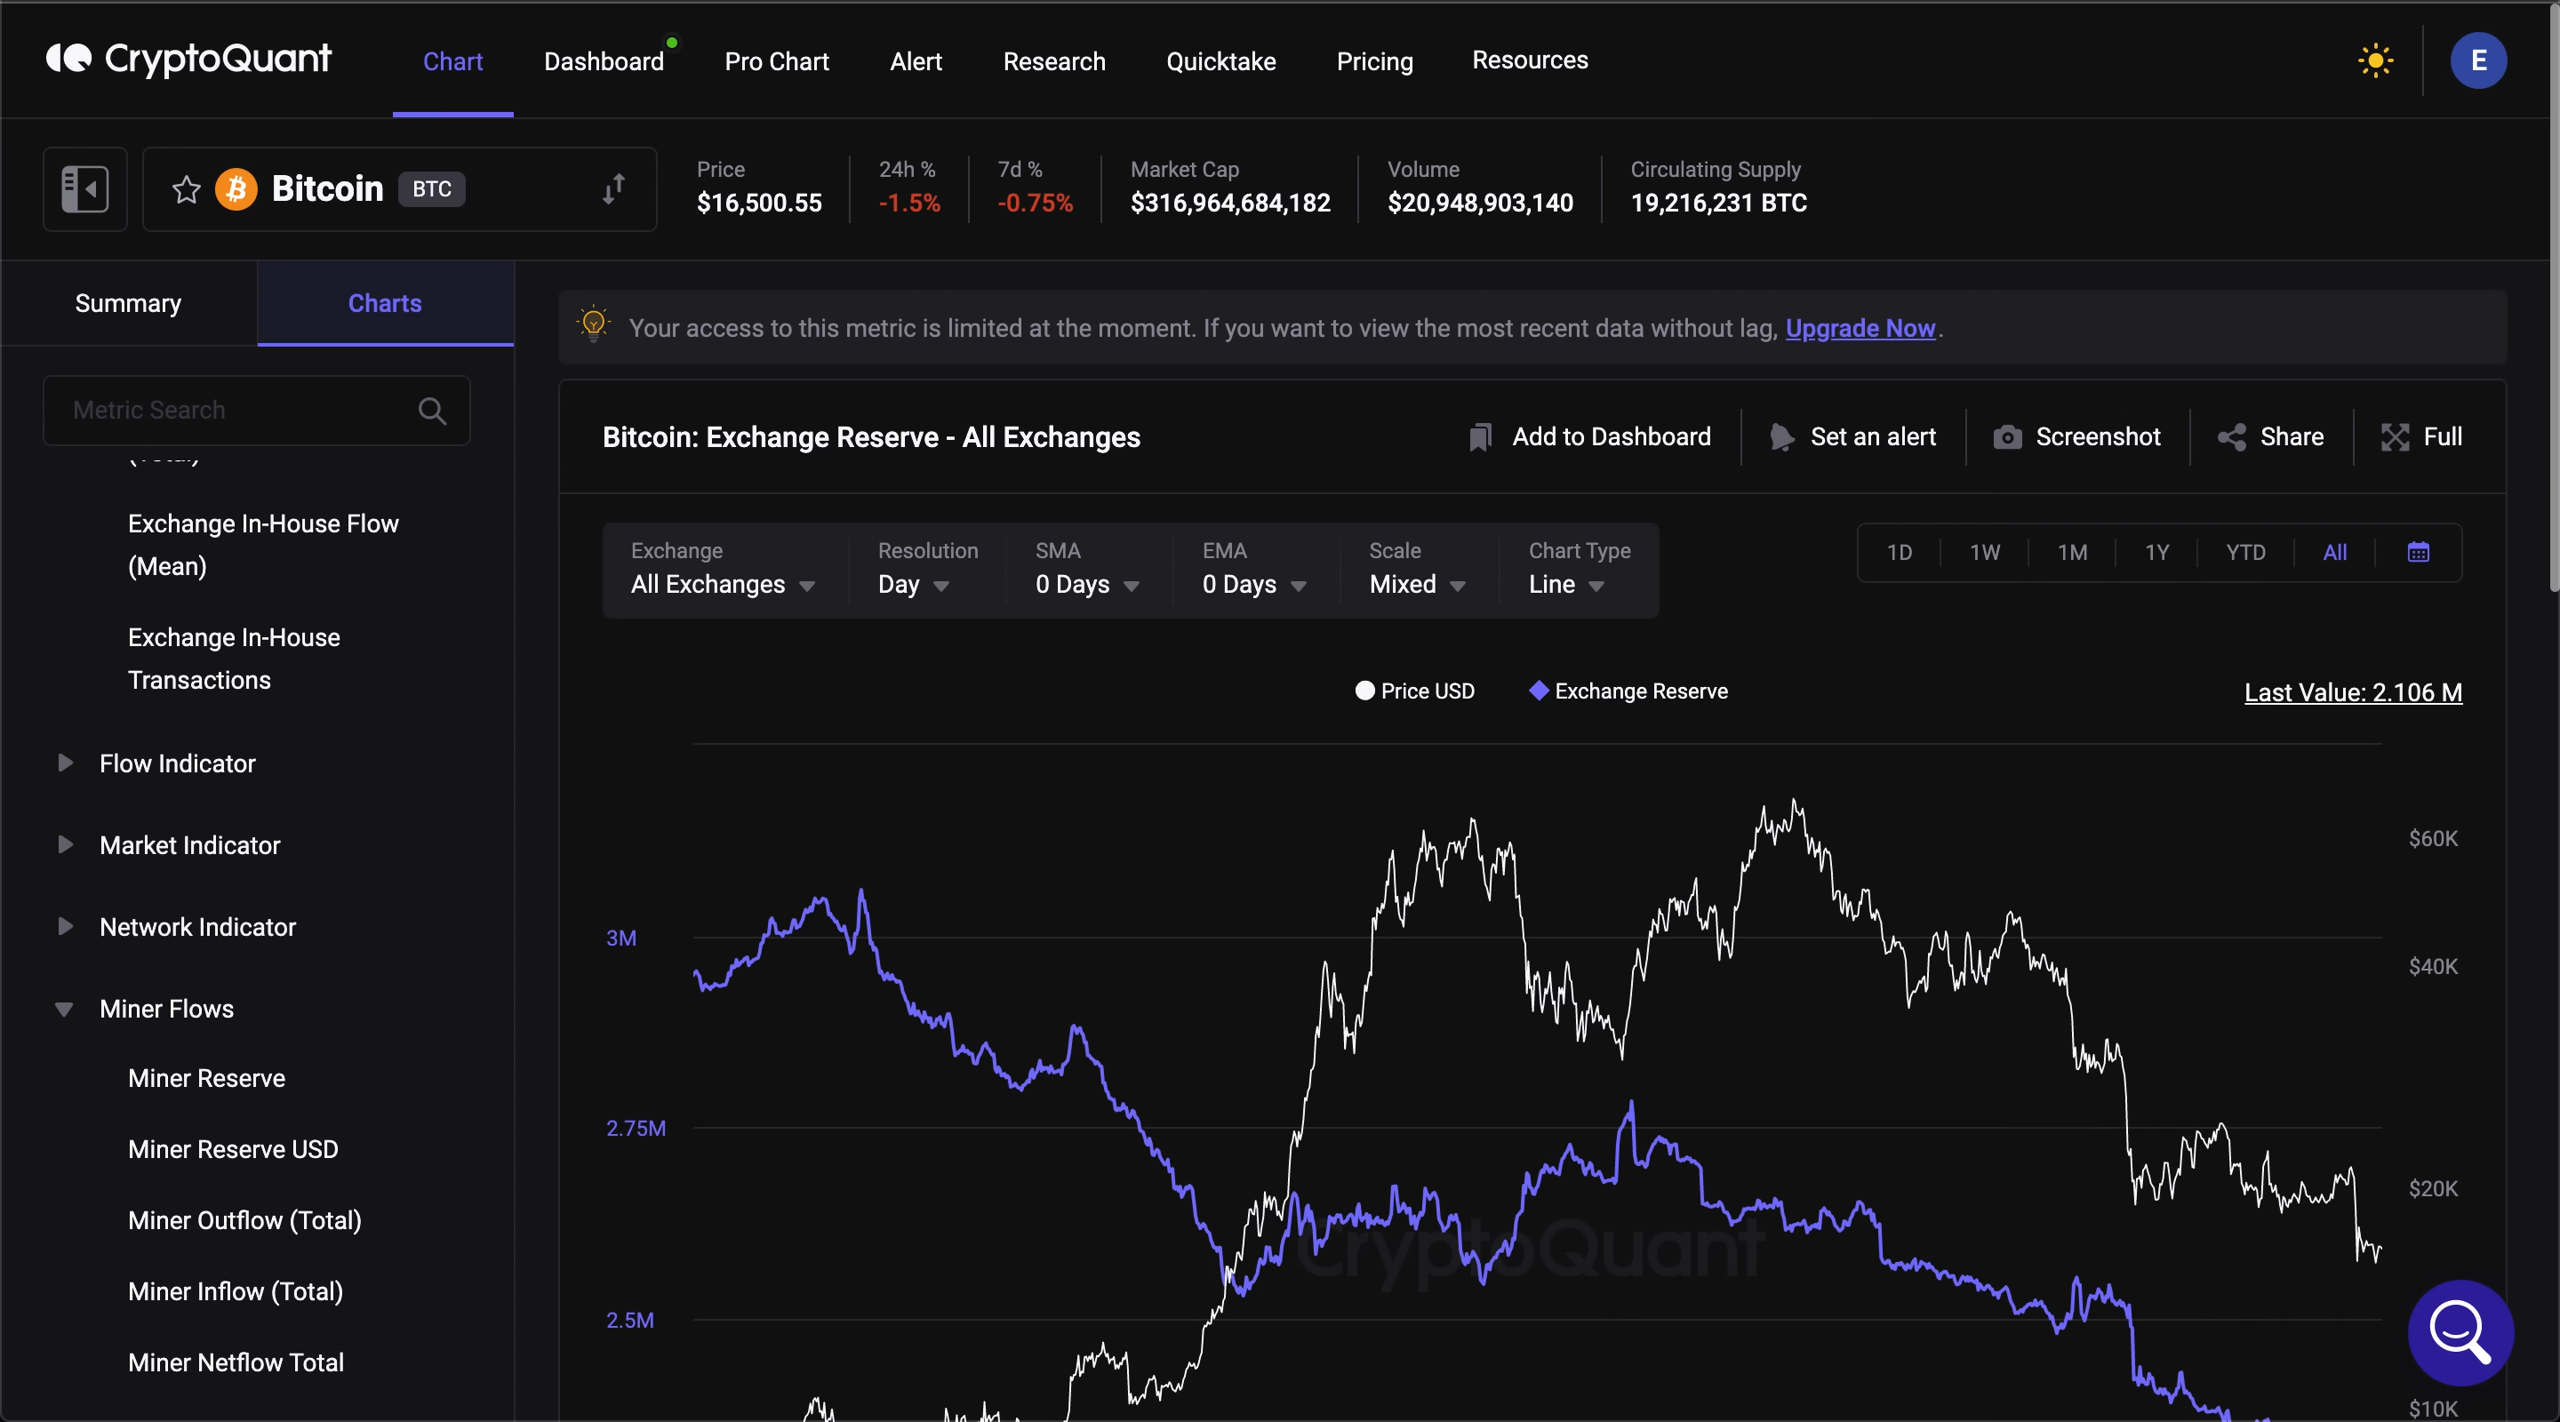 CryptoQuant
Chart
Dashboard
Pro Chart
Alert
Research
Quicktake
Pricing
Resources
E
Bitcoin BTC
Price
$16,500.55
24h %
-1.5%
7d %
-0.75%
Market Cap
$316,964,684,182
Volume
$20,948,903,140
Circulating Supply
19,216,231 BTC
Summary
Charts
Metric Search
Exchange In-House Flow
(Mean)
Exchange In-House
Transactions
Flow Indicator
Market Indicator
Network Indicator
Miner Flows
Miner Reserve
Miner Reserve USD
Miner Outflow (Total)
Miner Inflow (Total)
Miner Netflow Total
Your access to this metric is limited at the moment. If you want to view the most recent data without lag, Upgrade Now.
Bitcoin: Exchange Reserve - All Exchanges
Add to Dashboard
Set an alert
Screenshot
Share
Full
Exchange
All Exchanges
Resolution
Day
SMA
0 Days
EMA
0 Days
Scale
Mixed
Chart Type
Line
1D
1W
1M
1Y
YTD
All
Price USD
Exchange Reserve
Last Value: 2.106 M
3M
2.75M
2.5M
$60K
$40K
$20K
$10K
CryptoQuant